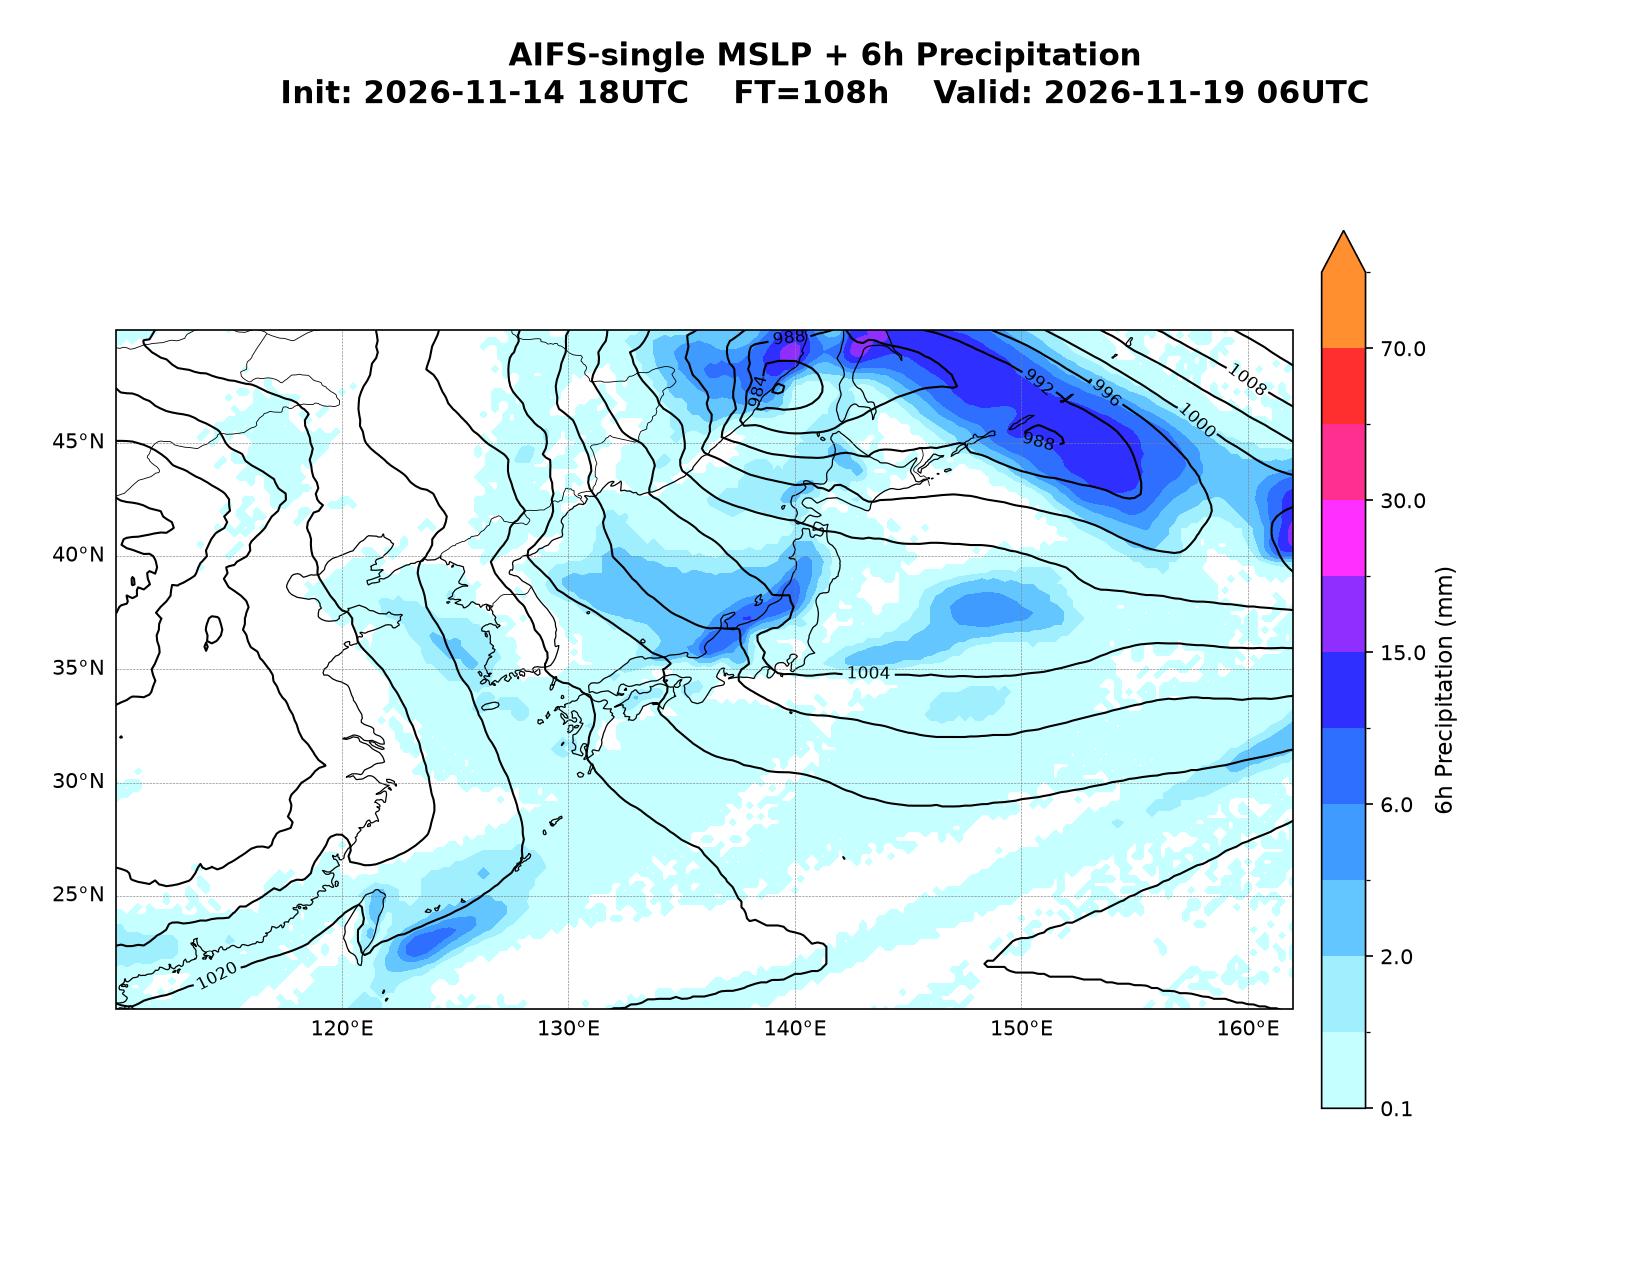 AIFS-single MSLP + 6h Precipitation
Init: 2026-11-14 18UTC    FT=108h    Valid: 2026-11-19 06UTC
988
984
992
996
1000
1008
988
1004
1020
45°N
40°N
35°N
30°N
25°N
120°E
130°E
140°E
150°E
160°E
70.0
30.0
15.0
6.0
2.0
0.1
6h Precipitation (mm)